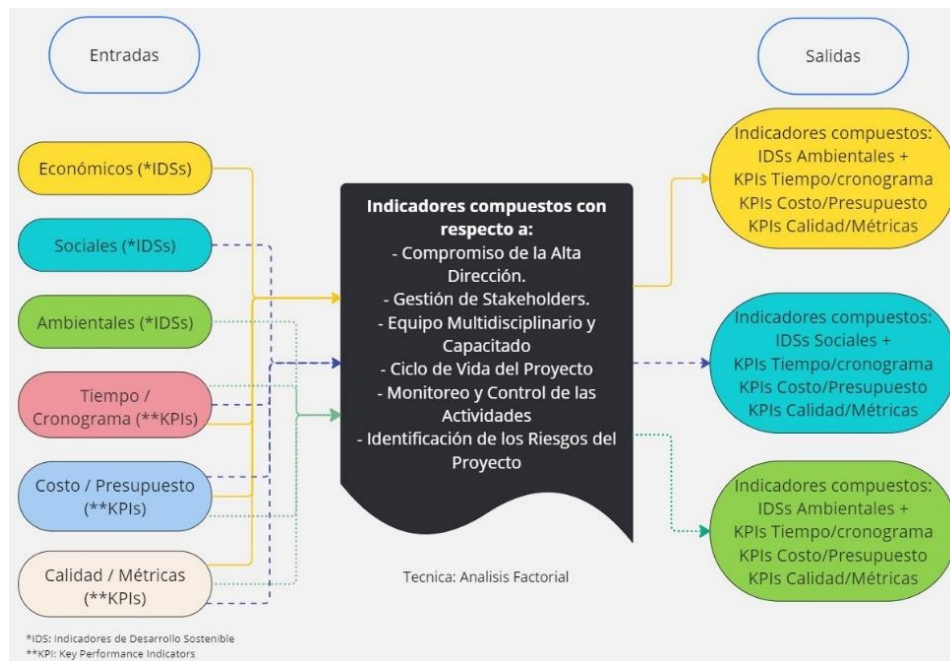 Entradas
Salidas
Económicos (*IDSs)
Sociales (*IDSs)
Ambientales (*IDSs)
Tiempo /
Cronograma (**KPIs)
Costo / Presupuesto
(**KPIs)
Calidad / Métricas
(**KPIs)
*IDS: Indicadores de Desarrollo Sostenible
**KPI: Key Performance Indicators
Indicadores compuestos con
respecto a:
- Compromiso de la Alta
Dirección.
- Gestión de Stakeholders.
- Equipo Multidisciplinario y
Capacitado
- Ciclo de Vida del Proyecto
- Monitoreo y Control de las
Actividades
- Identificación de los Riesgos del
Proyecto
Tecnica: Analisis Factorial
Indicadores compuestos:
IDSs Ambientales +
KPIs Tiempo/cronograma
KPIs Costo/Presupuesto
KPIs Calidad/Métricas
Indicadores compuestos:
IDSs Sociales +
KPIs Tiempo/cronograma
KPIs Costo/Presupuesto
KPIs Calidad/Métricas
Indicadores compuestos:
IDSs Ambientales +
KPIs Tiempo/cronograma
KPIs Costo/Presupuesto
KPIs Calidad/Métricas